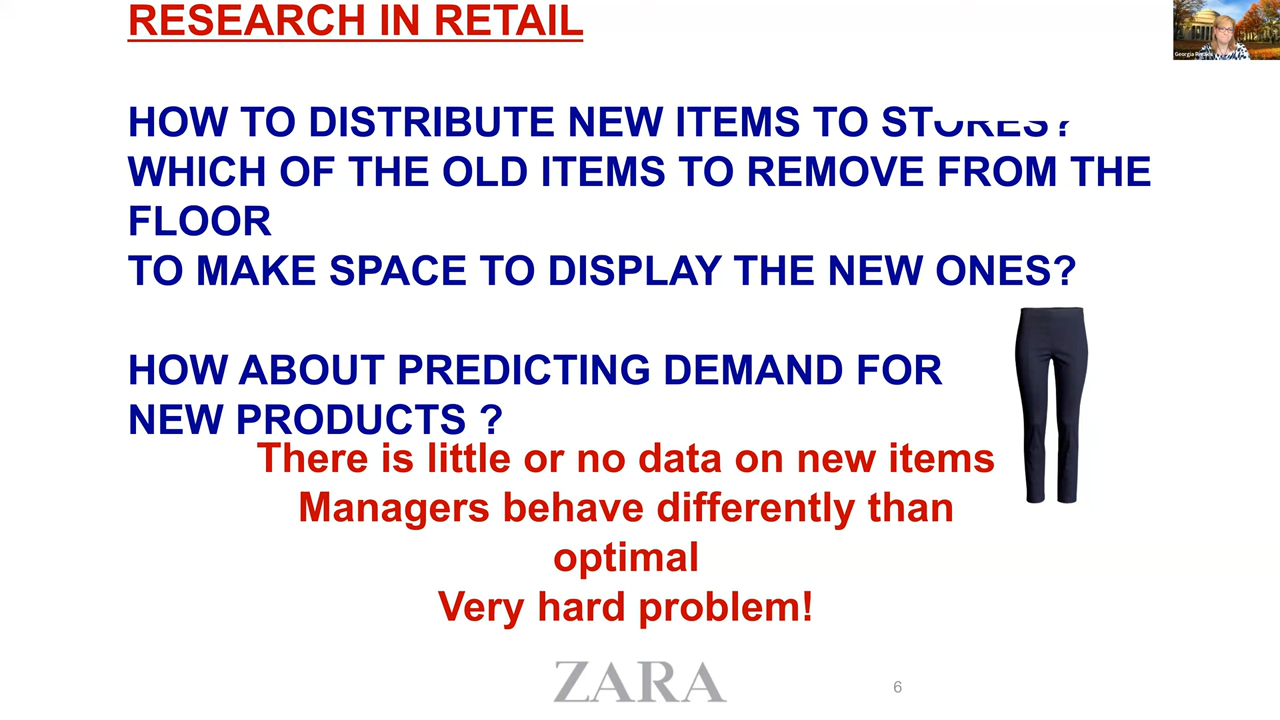 RESEARCH IN RETAIL
HOW TO DISTRIBUTE NEW ITEMS TO STORES?
WHICH OF THE OLD ITEMS TO REMOVE FROM THE
FLOOR
TO MAKE SPACE TO DISPLAY THE NEW ONES?
HOW ABOUT PREDICTING DEMAND FOR
NEW PRODUCTS ?
There is little or no data on new items
Managers behave differently than
optimal
Very hard problem!
ZARA
6
Georgia